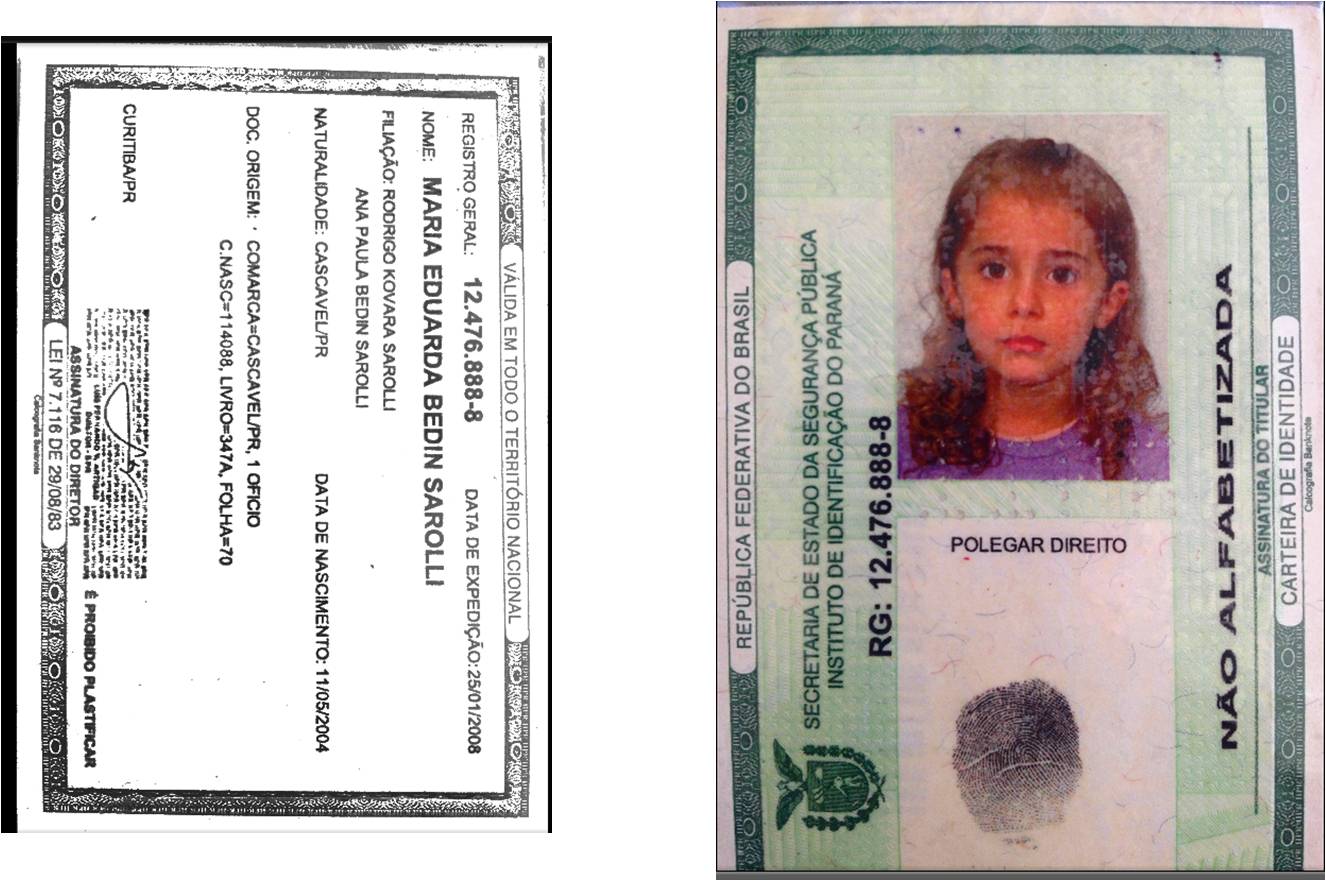 VÁLIDA EM TODO O TERRITÓRIO NACIONAL
REGISTRO GERAL: 12.476.888-8 DATA DE EXPEDIÇÃO: 25/01/2008
NOME: MARIA EDUARDA BEDIN SAROLLI
FILIAÇÃO: RODRIGO KOVARA SAROLLI
ANA PAULA BEDIN SAROLLI
NATURALIDADE: CASCAVEL/PR DATA DE NASCIMENTO: 11/05/2004
DOC. ORIGEM: COMARCA=CASCAVEL/PR, 1 OFICIO
C.NASC=114088, LIVRO=347A, FOLHA=70
CURITIBA/PR
ASSINATURA DO DIRETOR É PROIBIDO PLASTIFICAR
LEI Nº 7.116 DE 29/08/83
Calcografia Banknote
REPÚBLICA FEDERATIVA DO BRASIL
SECRETARIA DE ESTADO DA SEGURANÇA PÚBLICA
INSTITUTO DE IDENTIFICAÇÃO DO PARANÁ
RG: 12.476.888-8
POLEGAR DIREITO
NÃO ALFABETIZADA
ASSINATURA DO TITULAR
CARTEIRA DE IDENTIDADE
Calcografia Banknote